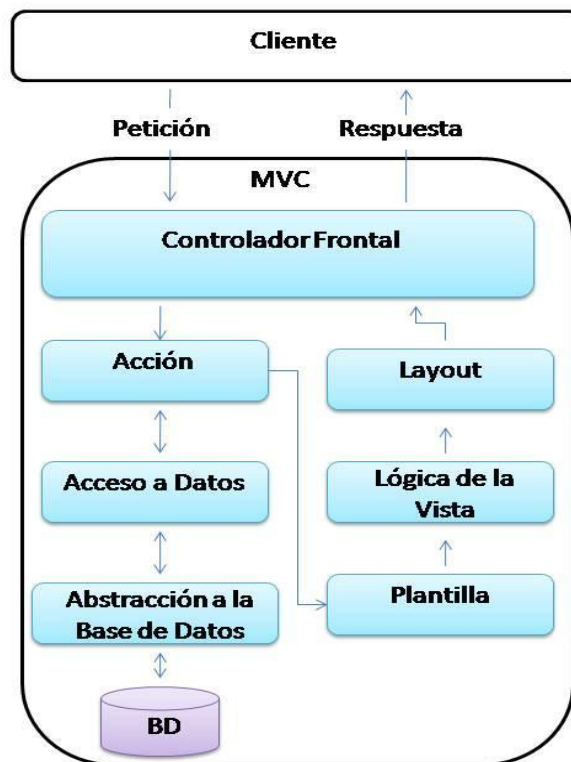 Cliente
Petición
Respuesta
MVC
Controlador Frontal
Acción
Layout
Acceso a Datos
Lógica de la
Vista
Abstracción a la
Base de Datos
Plantilla
BD